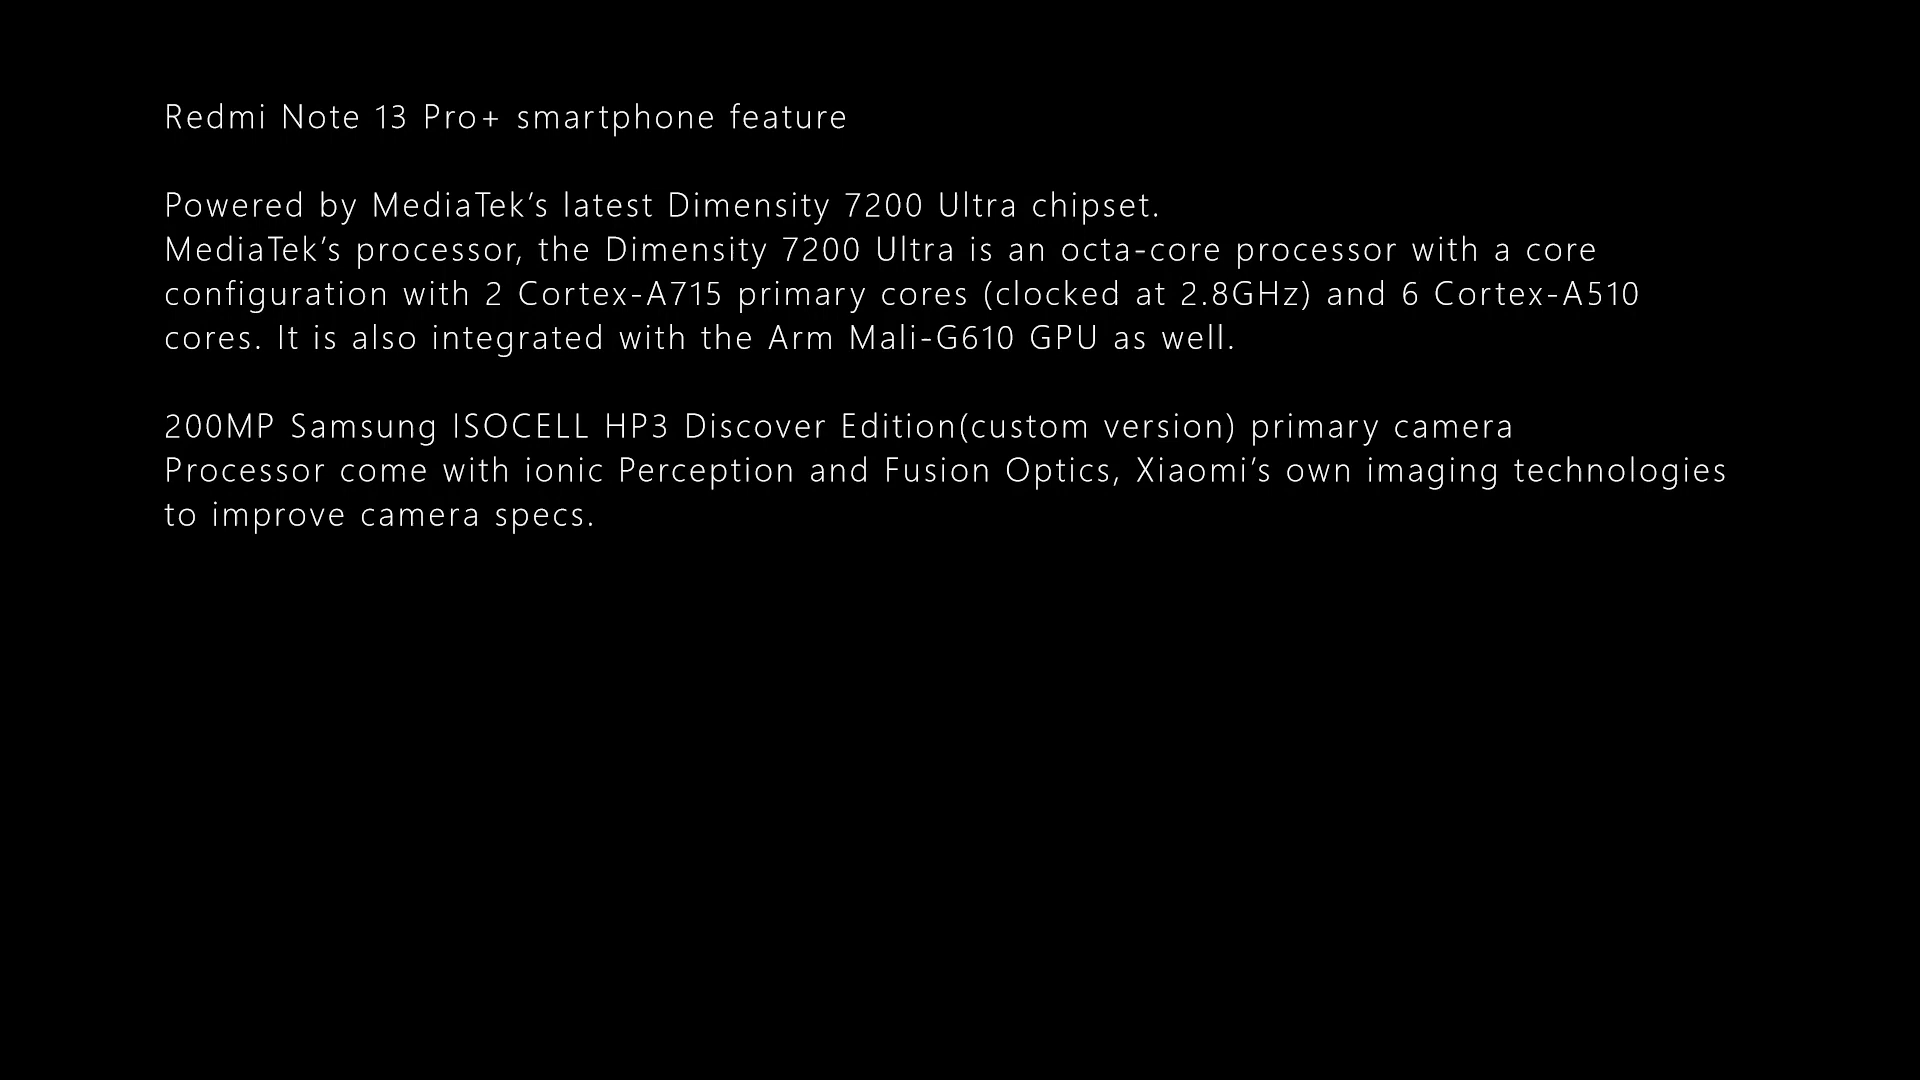 Redmi Note 13 Pro+ smartphone feature
Powered by MediaTek’s latest Dimensity 7200 Ultra chipset.
MediaTek’s processor, the Dimensity 7200 Ultra is an octa-core processor with a core
configuration with 2 Cortex-A715 primary cores (clocked at 2.8GHz) and 6 Cortex-A510
cores. It is also integrated with the Arm Mali-G610 GPU as well.
200MP Samsung ISOCELL HP3 Discover Edition(custom version) primary camera
Processor come with ionic Perception and Fusion Optics, Xiaomi’s own imaging technologies
to improve camera specs.